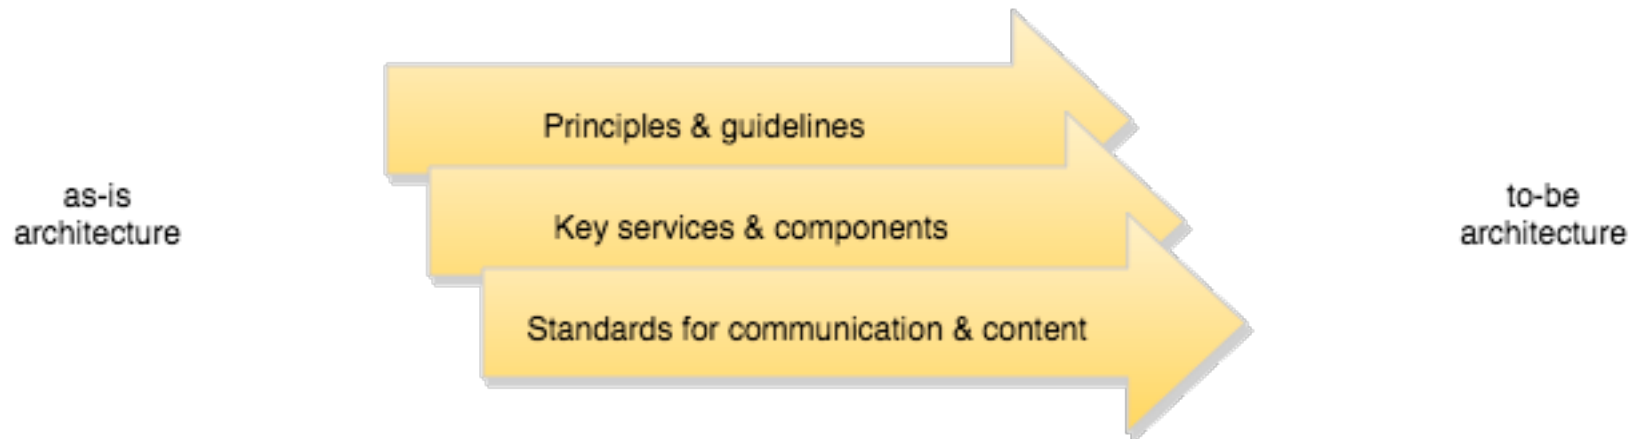 as-is
architecture
Principles & guidelines
Key services & components
Standards for communication & content
to-be
architecture